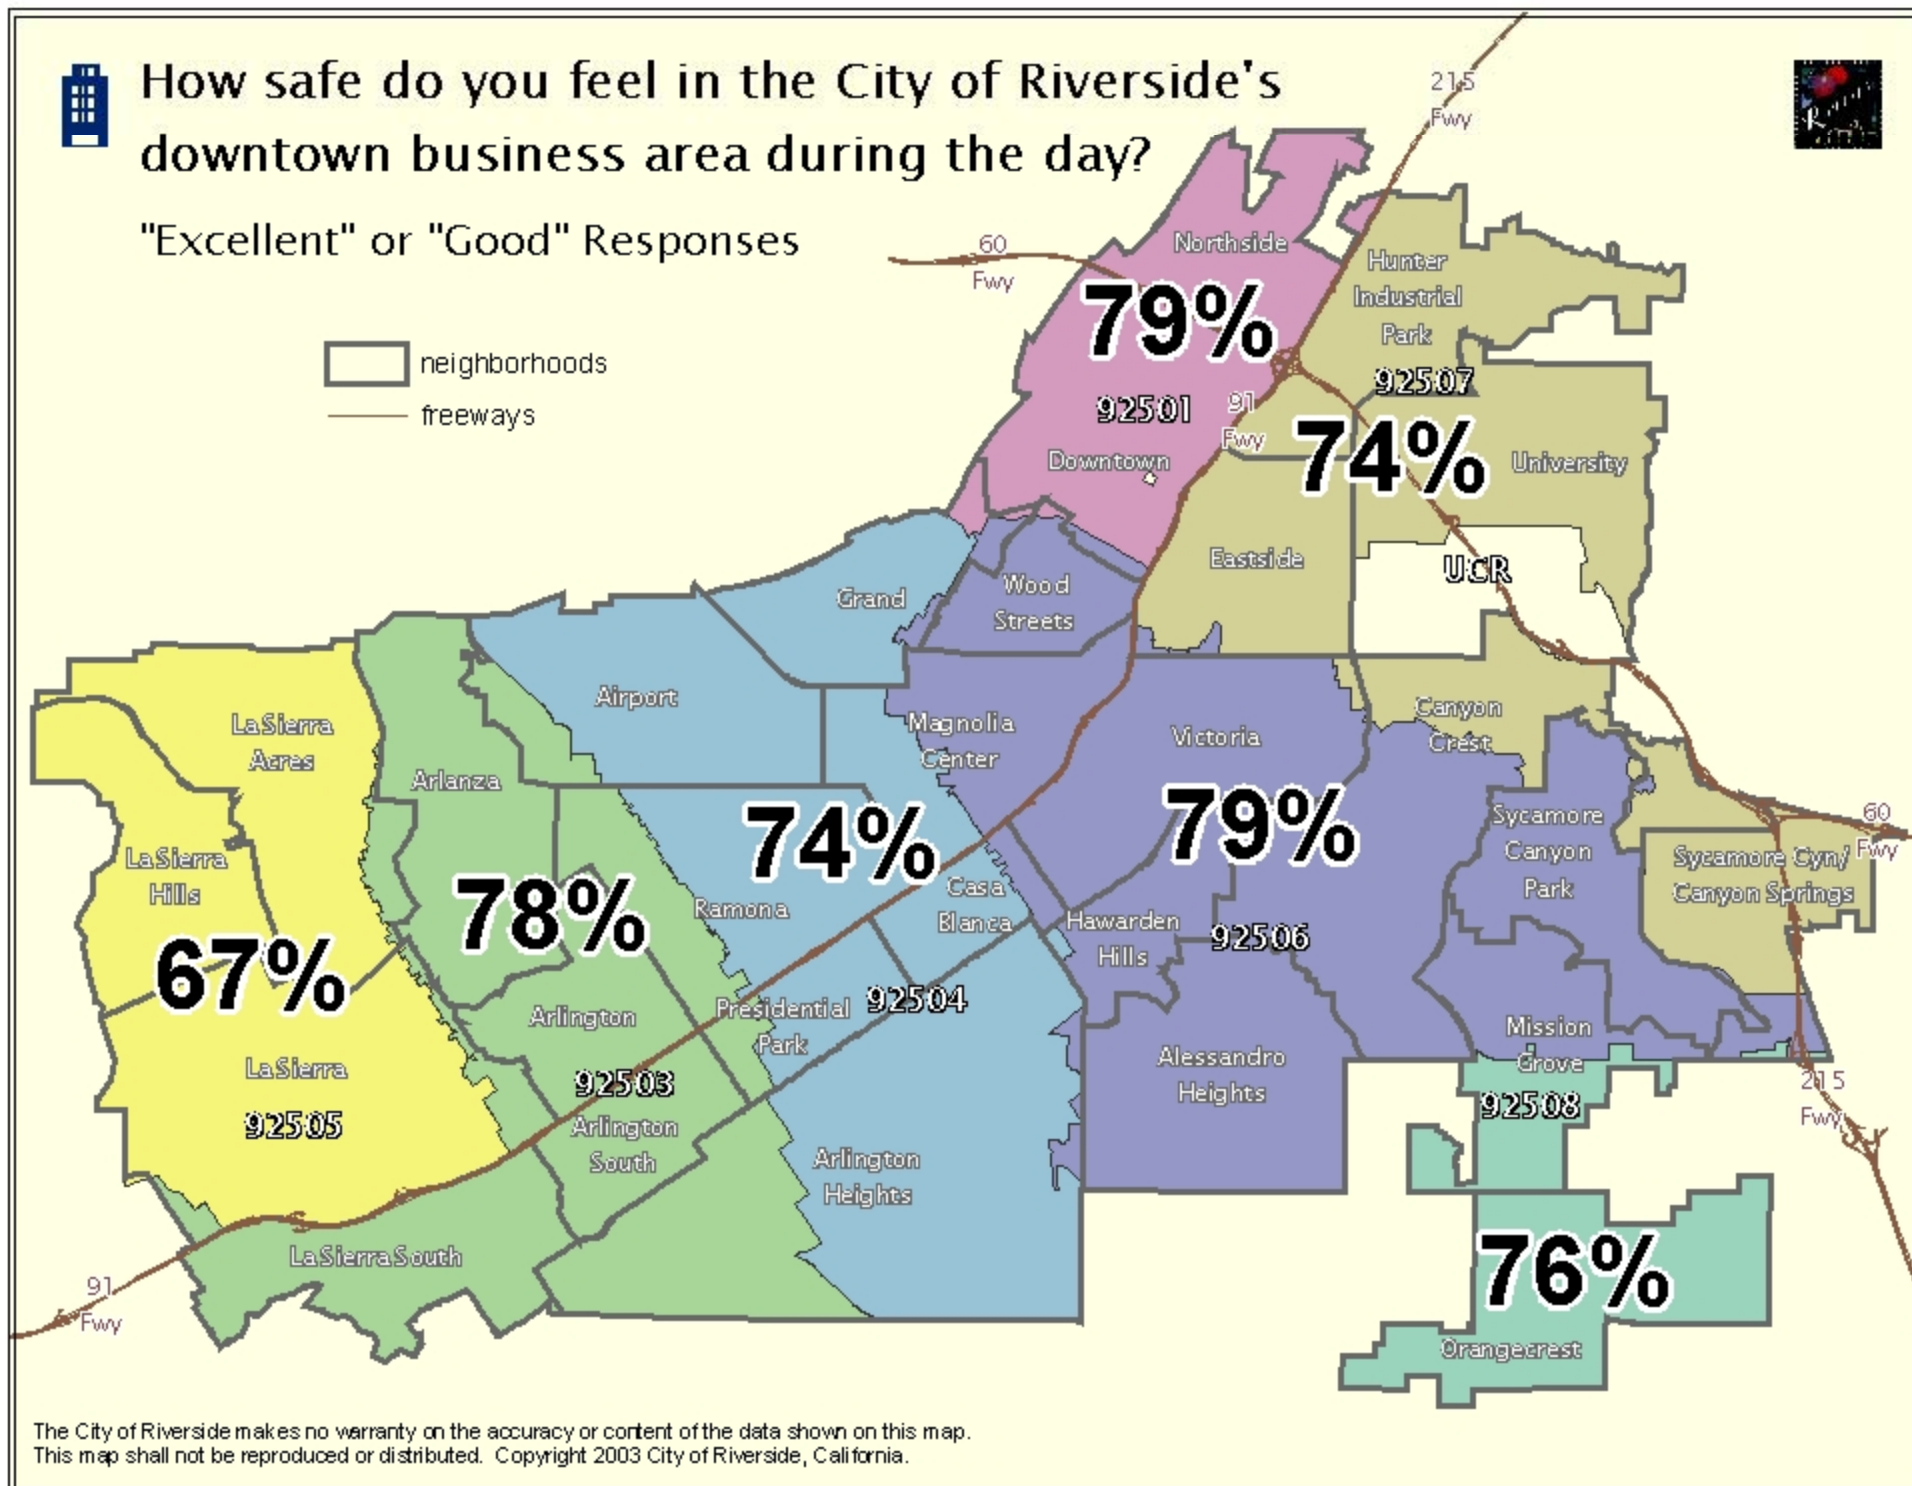 How safe do you feel in the City of Riverside's
downtown business area during the day?
"Excellent" or "Good" Responses
neighborhoods
freeways
215
Fwy
60
Fwy
Northside
79%
92501
91
Fwy
Downtown
Hunter
Industrial
Park
92507
74%
University
Eastside
UCR
Grand
Wood
Streets
Airport
Magnolia
Center
Victoria
Canyon
Crest
La Sierra
Acres
Arlanza
La Sierra
Hills
67%
78%
74%
79%
Ramona
Casa
Blanca
Hawarden
Hills
92506
Sycamore
Canyon
Park
Sycamore Cyn/
Canyon Springs
60
Fwy
Arlington
Presidential
Park
92504
Mission
Grove
La Sierra
92505
92503
Arlington
South
Alessandro
Heights
92508
215
Fwy
Arlington
Heights
La Sierra South
91
Fwy
76%
Orangecrest
The City of Riverside makes no warranty on the accuracy or content of the data shown on this map.
This map shall not be reproduced or distributed. Copyright 2003 City of Riverside, California.